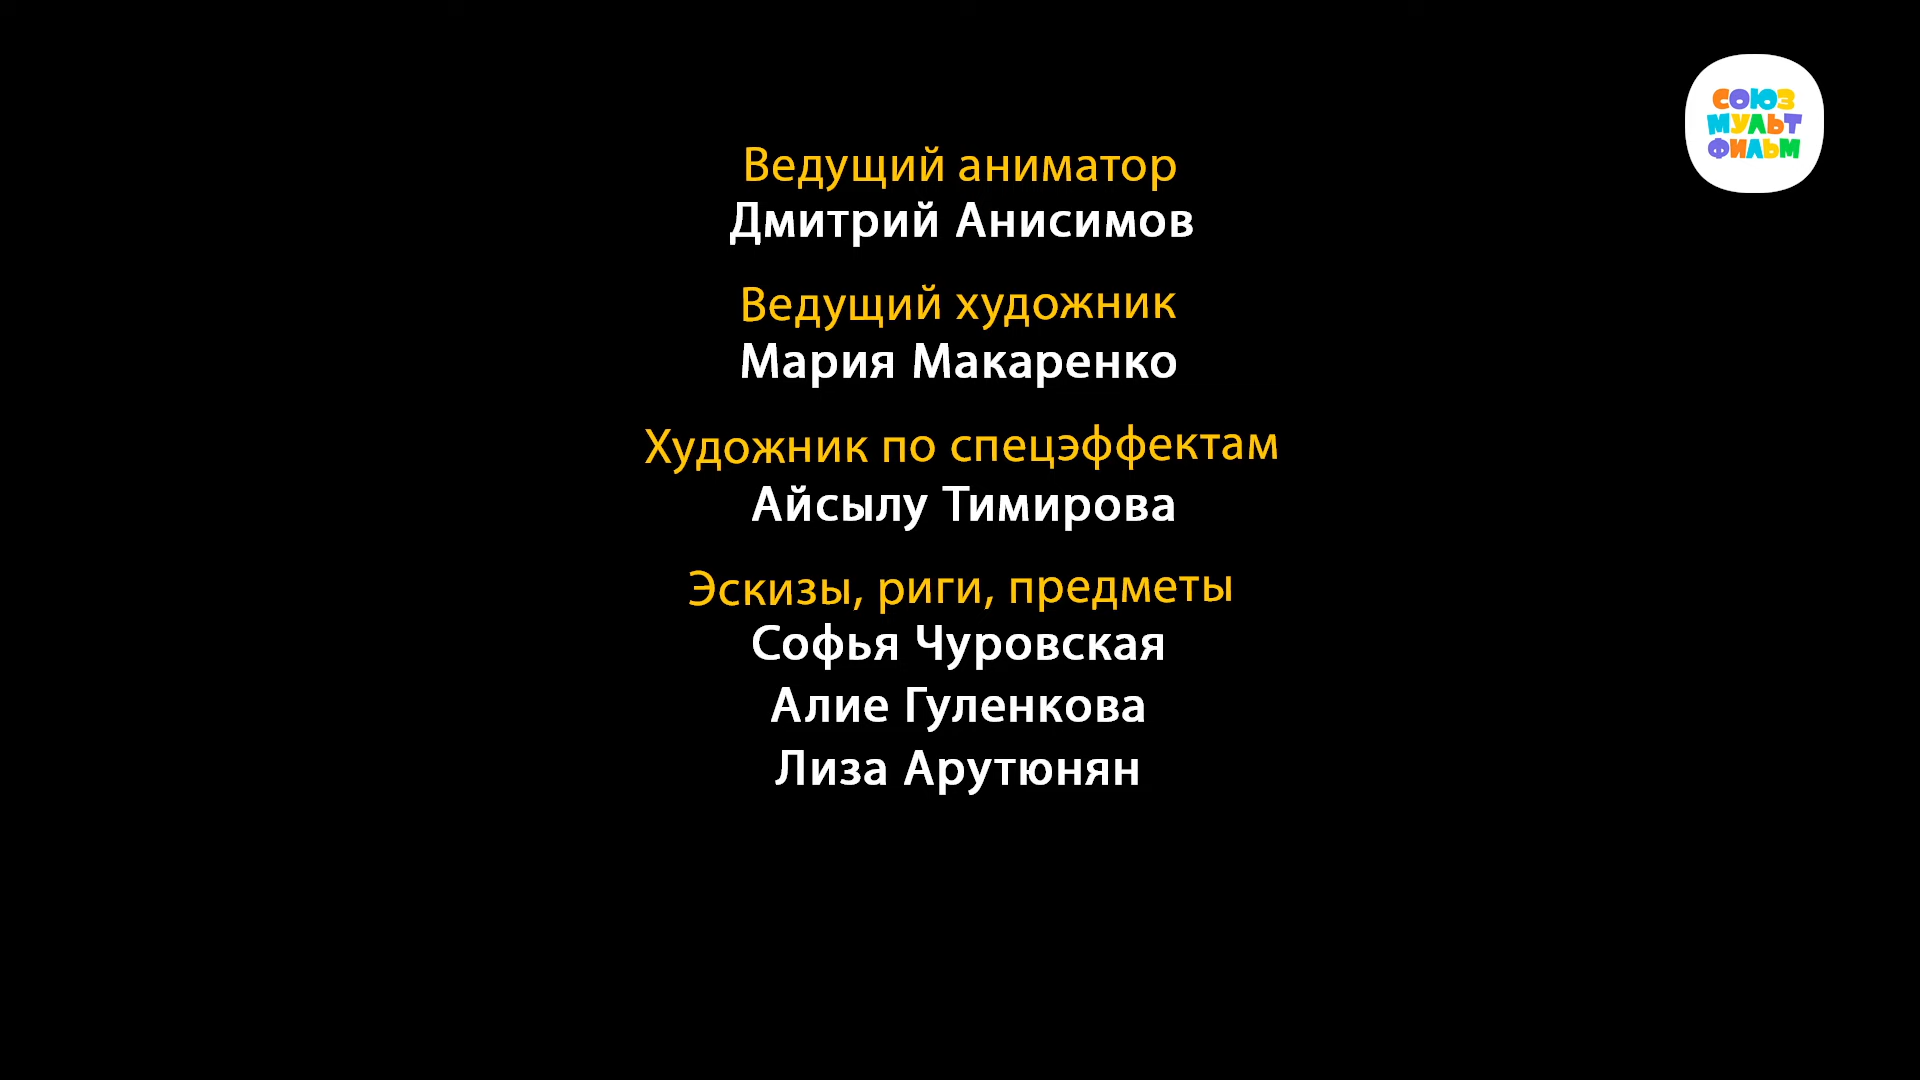 СОЮЗ
МУЛЬТ
ФИЛЬМ
Ведущий аниматор
Дмитрий Анисимов
Ведущий художник
Мария Макаренко
Художник по спецэффектам
Айсылу Тимирова
Эскизы, риги, предметы
Софья Чуровская
Алие Гуленкова
Лиза Арутюнян